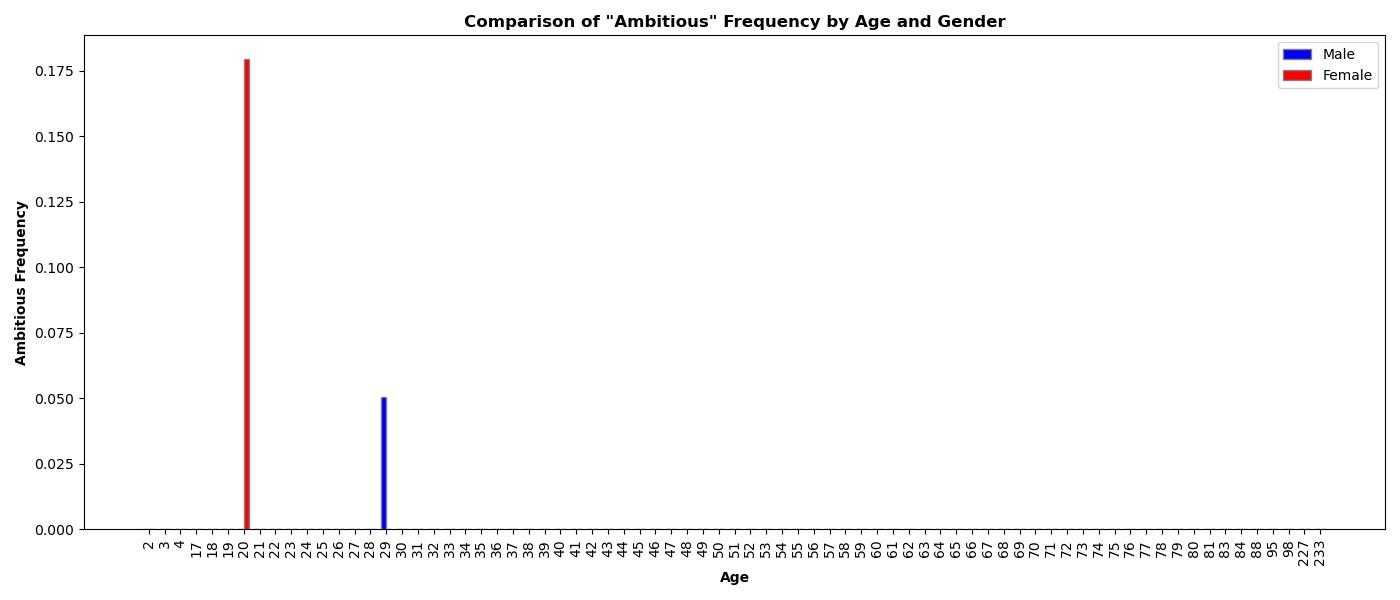 Comparison of "Ambitious" Frequency by Age and Gender
Male
Female
Ambitious Frequency
0.175
0.150
0.125
0.100
0.075
0.050
0.025
0.000
2 3 4 17 18 19 20 21 22 23 24 25 26 27 28 29 30 31 32 33 34 35 36 37 38 39 40 41 42 43 44 45 46 47 48 49 50 51 52 53 54 55 56 57 58 59 60 61 62 63 64 65 66 67 68 69 70 71 72 73 74 75 76 77 78 79 80 81 83 84 88 95 98 227 233
Age